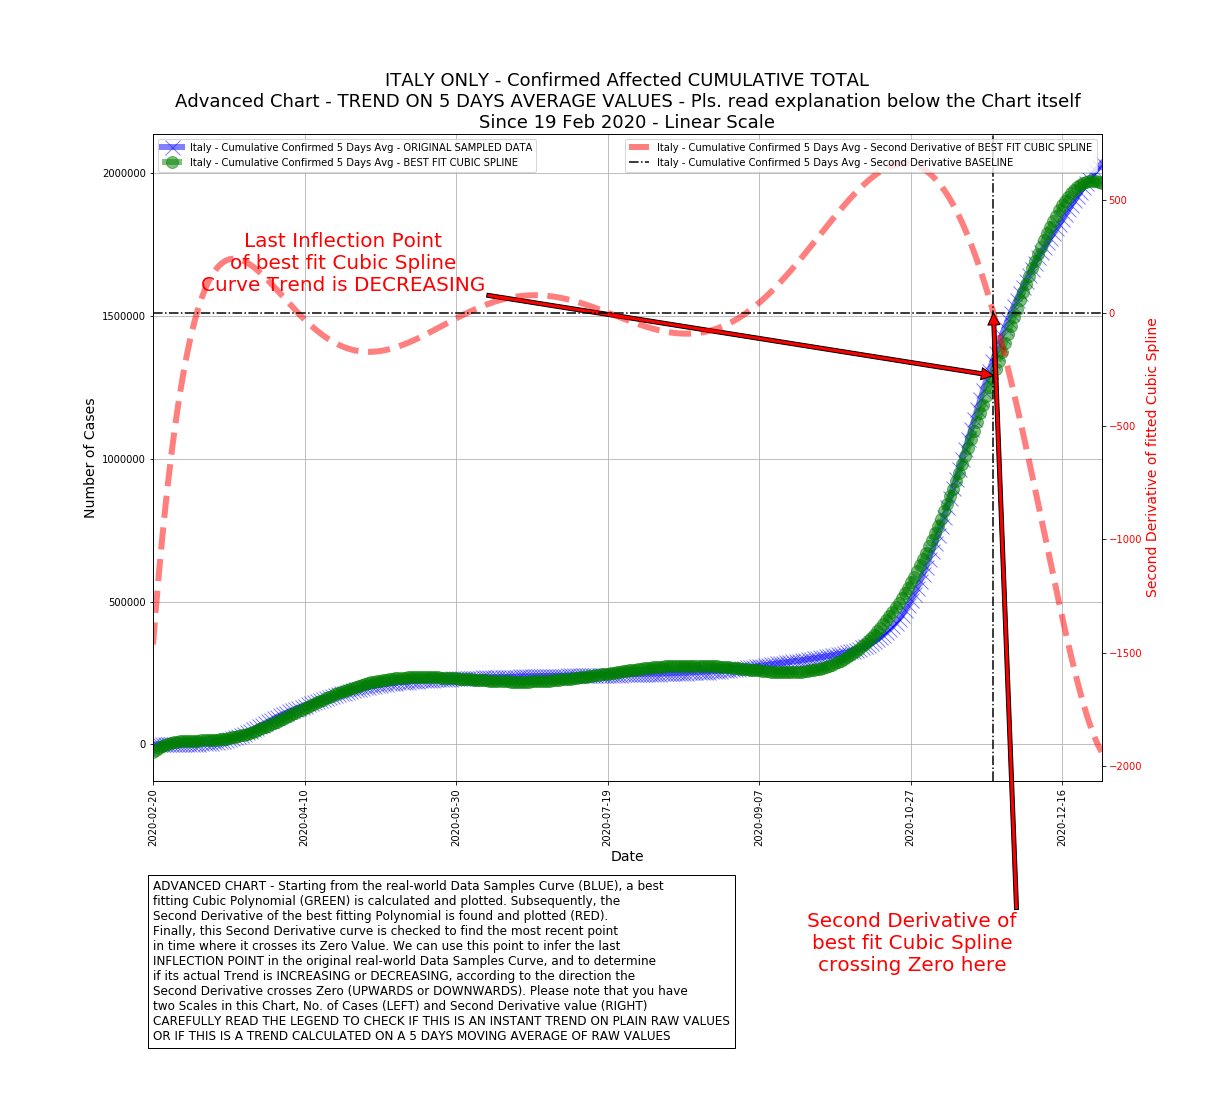 ITALY ONLY - Confirmed Affected CUMULATIVE TOTAL
Advanced Chart - TREND ON 5 DAYS AVERAGE VALUES - Pls. read explanation below the Chart itself
Since 19 Feb 2020 - Linear Scale
Italy - Cumulative Confirmed 5 Days Avg - ORIGINAL SAMPLED DATA
Italy - Cumulative Confirmed 5 Days Avg - BEST FIT CUBIC SPLINE
Italy - Cumulative Confirmed 5 Days Avg - Second Derivative of BEST FIT CUBIC SPLINE
Italy - Cumulative Confirmed 5 Days Avg - Second Derivative BASELINE
Last Inflection Point
of best fit Cubic Spline
Curve Trend is DECREASING
Number of Cases
2000000
1500000
1000000
500000
0
500
0
−500
−1000
−1500
−2000
Second Derivative of fitted Cubic Spline
2020-02-20
2020-04-10
2020-05-30
2020-07-19
2020-09-07
2020-10-27
2020-12-16
Date
ADVANCED CHART - Starting from the real-world Data Samples Curve (BLUE), a best
fitting Cubic Polynomial (GREEN) is calculated and plotted. Subsequently, the
Second Derivative of the best fitting Polynomial is found and plotted (RED).
Finally, this Second Derivative curve is checked to find the most recent point
in time where it crosses its Zero Value. We can use this point to infer the last
INFLECTION POINT in the original real-world Data Samples Curve, and to determine
if its actual Trend is INCREASING or DECREASING, according to the direction the
Second Derivative crosses Zero (UPWARDS or DOWNWARDS). Please note that you have
two Scales in this Chart, No. of Cases (LEFT) and Second Derivative value (RIGHT)
CAREFULLY READ THE LEGEND TO CHECK IF THIS IS AN INSTANT TREND ON PLAIN RAW VALUES
OR IF THIS IS A TREND CALCULATED ON A 5 DAYS MOVING AVERAGE OF RAW VALUES
Second Derivative of
best fit Cubic Spline
crossing Zero here